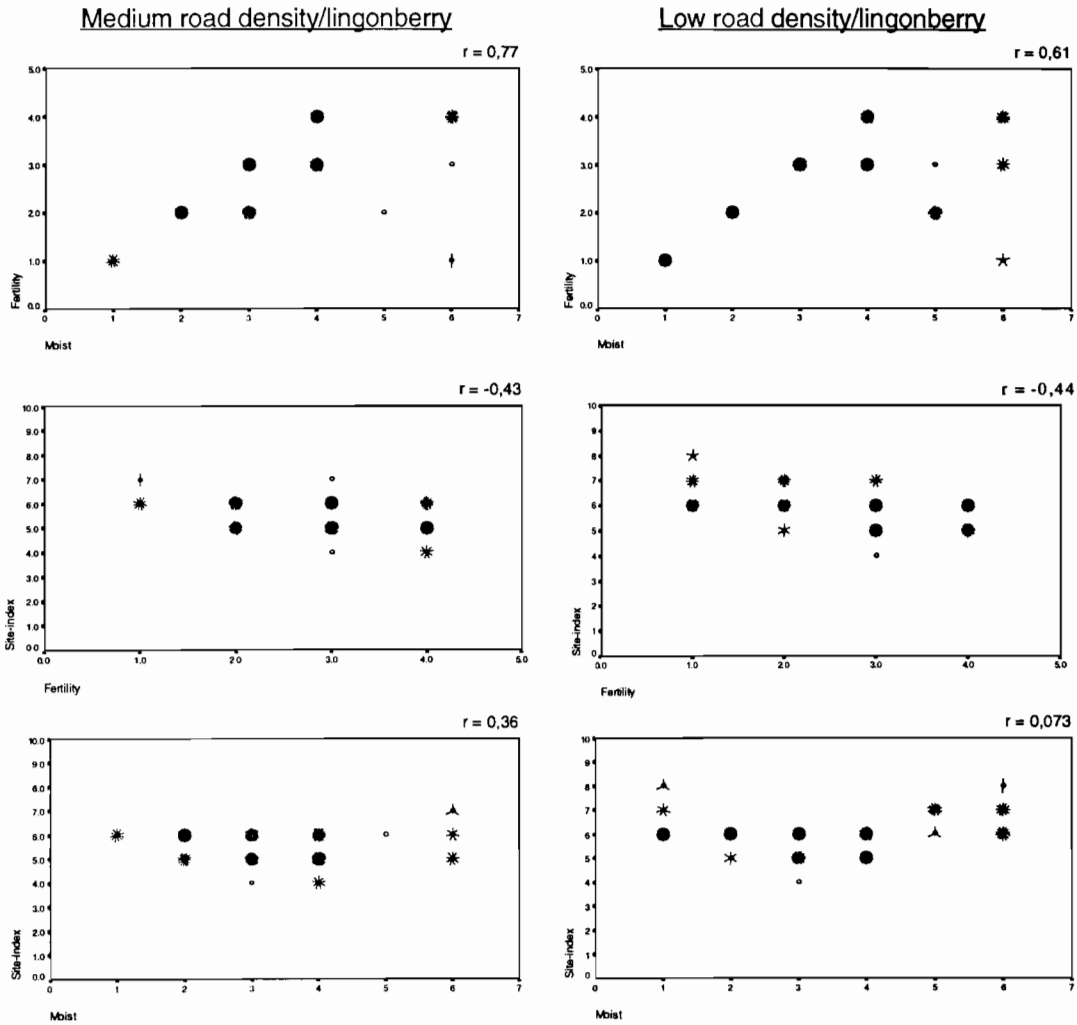 Medium road density/lingonberry
r = 0,77
5.0
4.0
3.0
2.0
1.0
0.0
Fertility
0 1 2 3 4 5 6 7
Moist
r = -0,43
10.0
9.0
8.0
7.0
6.0
5.0
4.0
3.0
2.0
1.0
0.0
Site-index
0.0 1.0 2.0 3.0 4.0 5.0
Fertility
r = 0,36
10.0
9.0
8.0
7.0
6.0
5.0
4.0
3.0
2.0
1.0
0.0
Site-index
0 1 2 3 4 5 6 7
Moist
Low road density/lingonberry
r = 0,61
5.0
4.0
3.0
2.0
1.0
0.0
Fertility
0 1 2 3 4 5 6 7
Moist
r = -0,44
10
9
8
7
6
5
4
3
2
1
0
Site-index
0.0 1.0 2.0 3.0 4.0 5.0
Fertility
r = 0,073
10
9
8
7
6
5
4
3
2
1
0
Site-index
0 1 2 3 4 5 6 7
Moist